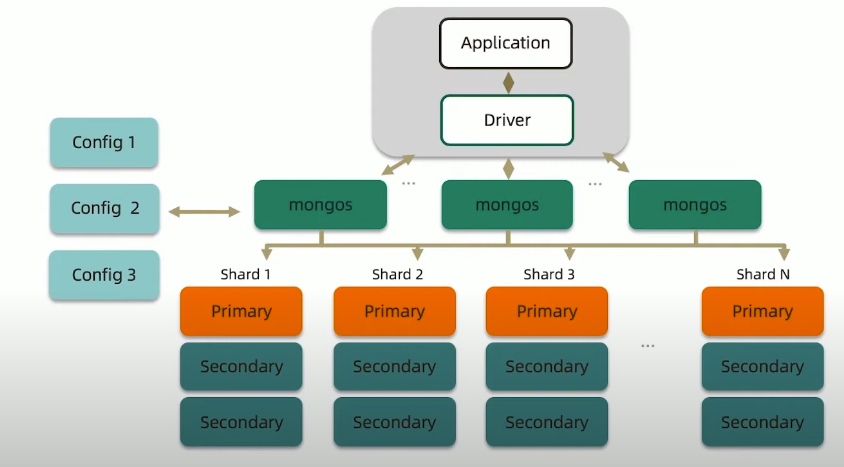 Application
Driver
Config 1
Config 2
Config 3
...
...
mongos
mongos
mongos
Shard 1
Shard 2
Shard 3
Shard N
Primary
Primary
Primary
Primary
...
Secondary
Secondary
Secondary
Secondary
Secondary
Secondary
Secondary
Secondary